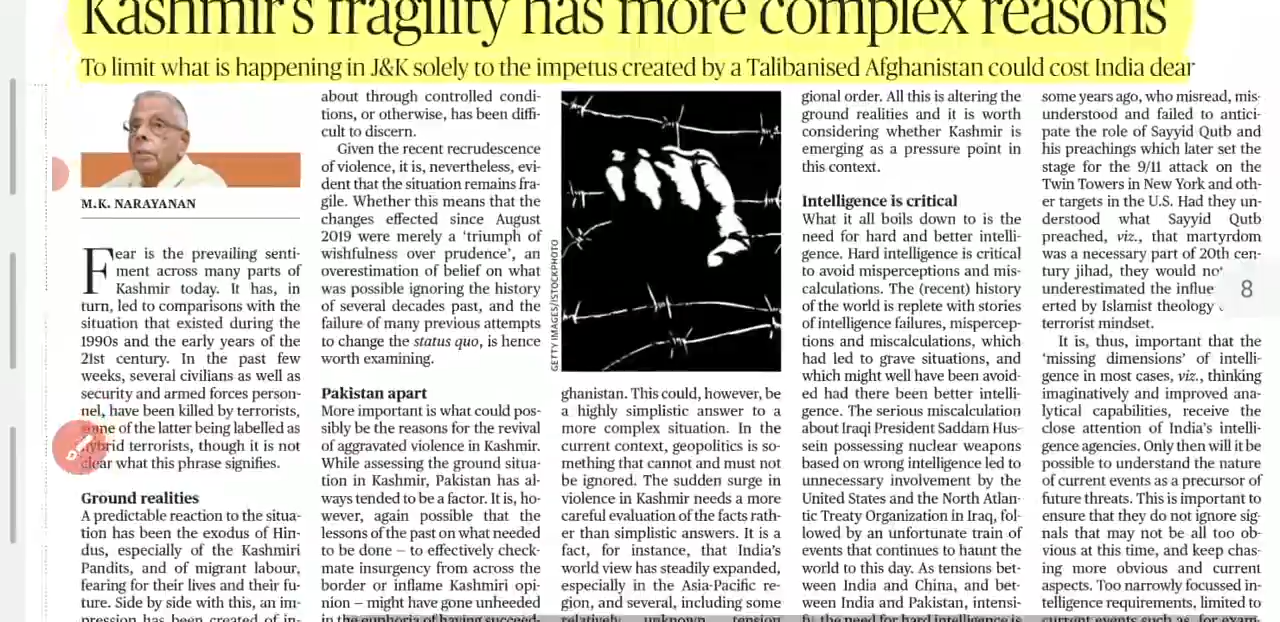 Kashmir's fragility has more complex reasons
To limit what is happening in J&K solely to the impetus created by a Talibanised Afghanistan could cost India dear
M.K. NARAYANAN
Fear is the prevailing senti-
ment across many parts of
Kashmir today. It has, in
turn, led to comparisons with the
situation that existed during the
1990s and the early years of the
21st century. In the past few
weeks, several civilians as well as
security and armed forces person-
nel, have been killed by terrorists,
of the latter being labelled as
hybrid terrorists, though it is not
clear what this phrase signifies.
Ground realities
A predictable reaction to the situa-
tion has been the exodus of Hin-
dus, especially of the Kashmiri
Pandits, and of migrant labour,
fearing for their lives and their fu-
ture. Side by side with this, an im-
pression has been created of in-
about through controlled condi-
tions, or otherwise, has been diffi-
cult to discern.
Given the recent recrudescence
of violence, it is, nevertheless, evi-
dent that the situation remains fra-
gile. Whether this means that the
changes effected since August
2019 were merely a 'triumph of
wishfulness over prudence', an
overestimation of belief on what
was possible ignoring the history
of several decades past, and the
failure of many previous attempts
to change the status quo, is hence
worth examining.
Pakistan apart
More important is what could pos-
sibly be the reasons for the revival
of aggravated violence in Kashmir.
While assessing the ground situa-
tion in Kashmir, Pakistan has al-
ways tended to be a factor. It is, ho-
wever, again possible that the
lessons of the past on what needed
to be done – to effectively check-
mate insurgency from across the
border or inflame Kashmiri opi-
nion – might have gone unheeded
in the euphoria of having succeed-
GETTY IMAGES/ISTOCKPHOTO
ghanistan. This could, however, be
a highly simplistic answer to a
more complex situation. In the
current context, geopolitics is so-
mething that cannot and must not
be ignored. The sudden surge in
violence in Kashmir needs a more
careful evaluation of the facts rath-
er than simplistic answers. It is a
fact, for instance, that India's
world view has steadily expanded,
especially in the Asia-Pacific re-
gion, and several, including some
relatively unknown, tension
gional order. All this is altering the
ground realities and it is worth
considering whether Kashmir is
emerging as a pressure point in
this context.
Intelligence is critical
What it all boils down to is the
need for hard and better intelli-
gence. Hard intelligence is critical
to avoid misperceptions and mis-
calculations. The (recent) history
of the world is replete with stories
of intelligence failures, mispercep-
tions and miscalculations, which
had led to grave situations, and
which might well have been avoid-
ed had there been better intelli-
gence. The serious miscalculation
about Iraqi President Saddam Hus-
sein possessing nuclear weapons
based on wrong intelligence led to
unnecessary involvement by the
United States and the North Atlan-
tic Treaty Organization in Iraq, fol-
lowed by an unfortunate train of
events that continues to haunt the
world to this day. As tensions bet-
ween India and China, and bet-
ween India and Pakistan, intensi-
fy, the need for hard intelligence is
some years ago, who misread, mis-
understood and failed to antici-
pate the role of Sayyid Qutb and
his preachings which later set the
stage for the 9/11 attack on the
Twin Towers in New York and oth-
er targets in the U.S. Had they un-
derstood what Sayyid Qutb
preached, viz., that martyrdom
was a necessary part of 20th cen-
tury jihad, they would not
underestimated the influe
erted by Islamist theology
terrorist mindset.
It is, thus, important that the
'missing dimensions' of intelli-
gence in most cases, viz., thinking
imaginatively and improved ana-
lytical capabilities, receive the
close attention of India's intelli-
gence agencies. Only then will it be
possible to understand the nature
of current events as a precursor of
future threats. This is important to
ensure that they do not ignore sig-
nals that may not be all too ob-
vious at this time, and keep chas-
ing more obvious and current
aspects. Too narrowly focussed in-
telligence requirements, limited to
current events such as, for exam-
8